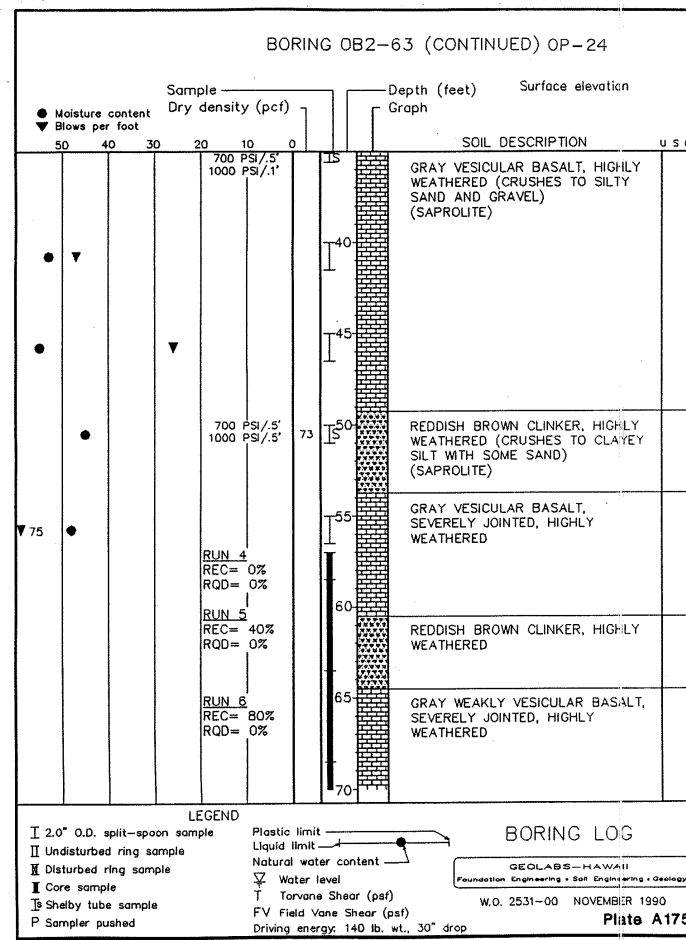 BORING OB2-63 (CONTINUED) OP-24
Sample
Depth (feet)
Surface elevation
Dry density (pcf)
Graph
● Moisture content
▼ Blows per foot
50 40 30 20 10 0
SOIL DESCRIPTION
u s c
700 PSI/.5'
1000 PSI/.1'
S
GRAY VESICULAR BASALT, HIGHLY
WEATHERED (CRUSHES TO SILTY
SAND AND GRAVEL)
(SAPROLITE)
40
45
700 PSI/.5'
1000 PSI/.5'
73
S
50
REDDISH BROWN CLINKER, HIGHLY
WEATHERED (CRUSHES TO CLAYEY
SILT WITH SOME SAND)
(SAPROLITE)
75
55
GRAY VESICULAR BASALT,
SEVERELY JOINTED, HIGHLY
WEATHERED
RUN 4
REC= 0%
RQD= 0%
60
RUN 5
REC= 40%
RQD= 0%
REDDISH BROWN CLINKER, HIGHLY
WEATHERED
65
RUN 6
REC= 80%
RQD= 0%
GRAY WEAKLY VESICULAR BASALT,
SEVERELY JOINTED, HIGHLY
WEATHERED
70
LEGEND
2.0" O.D. split-spoon sample
Undisturbed ring sample
Disturbed ring sample
Core sample
Shelby tube sample
P Sampler pushed
Plastic limit
Liquid limit
Natural water content
Water level
T Torvane Shear (psf)
FV Field Vane Shear (psf)
Driving energy: 140 lb. wt., 30" drop
BORING LOG
GEOLABS-HAWAII
Foundation Engineering • Soil Engineering • Geology
W.O. 2531-00 NOVEMBER 1990
Plate A175